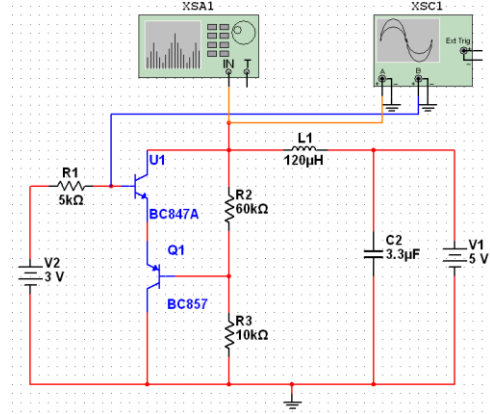 XSA1
XSC1
IN T
Ext Trig
+
-
A
B
+ - + -
L1
120μH
R1
5kΩ
U1
BC847A
R2
60kΩ
V2
3 V
Q1
BC857
C2
3.3μF
V1
5 V
R3
10kΩ